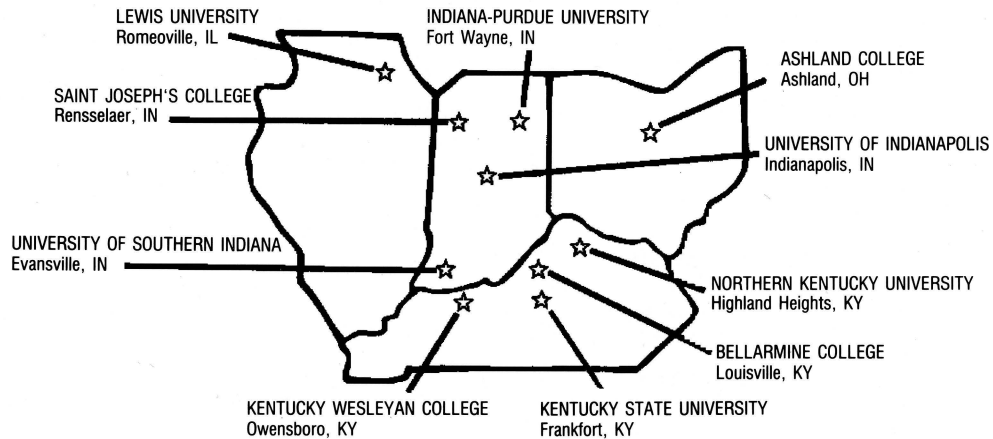 LEWIS UNIVERSITY
Romeoville, IL
INDIANA-PURDUE UNIVERSITY
Fort Wayne, IN
ASHLAND COLLEGE
Ashland, OH
SAINT JOSEPH'S COLLEGE
Rensselaer, IN
UNIVERSITY OF INDIANAPOLIS
Indianapolis, IN
UNIVERSITY OF SOUTHERN INDIANA
Evansville, IN
NORTHERN KENTUCKY UNIVERSITY
Highland Heights, KY
BELLARMINE COLLEGE
Louisville, KY
KENTUCKY WESLEYAN COLLEGE
Owensboro, KY
KENTUCKY STATE UNIVERSITY
Frankfort, KY